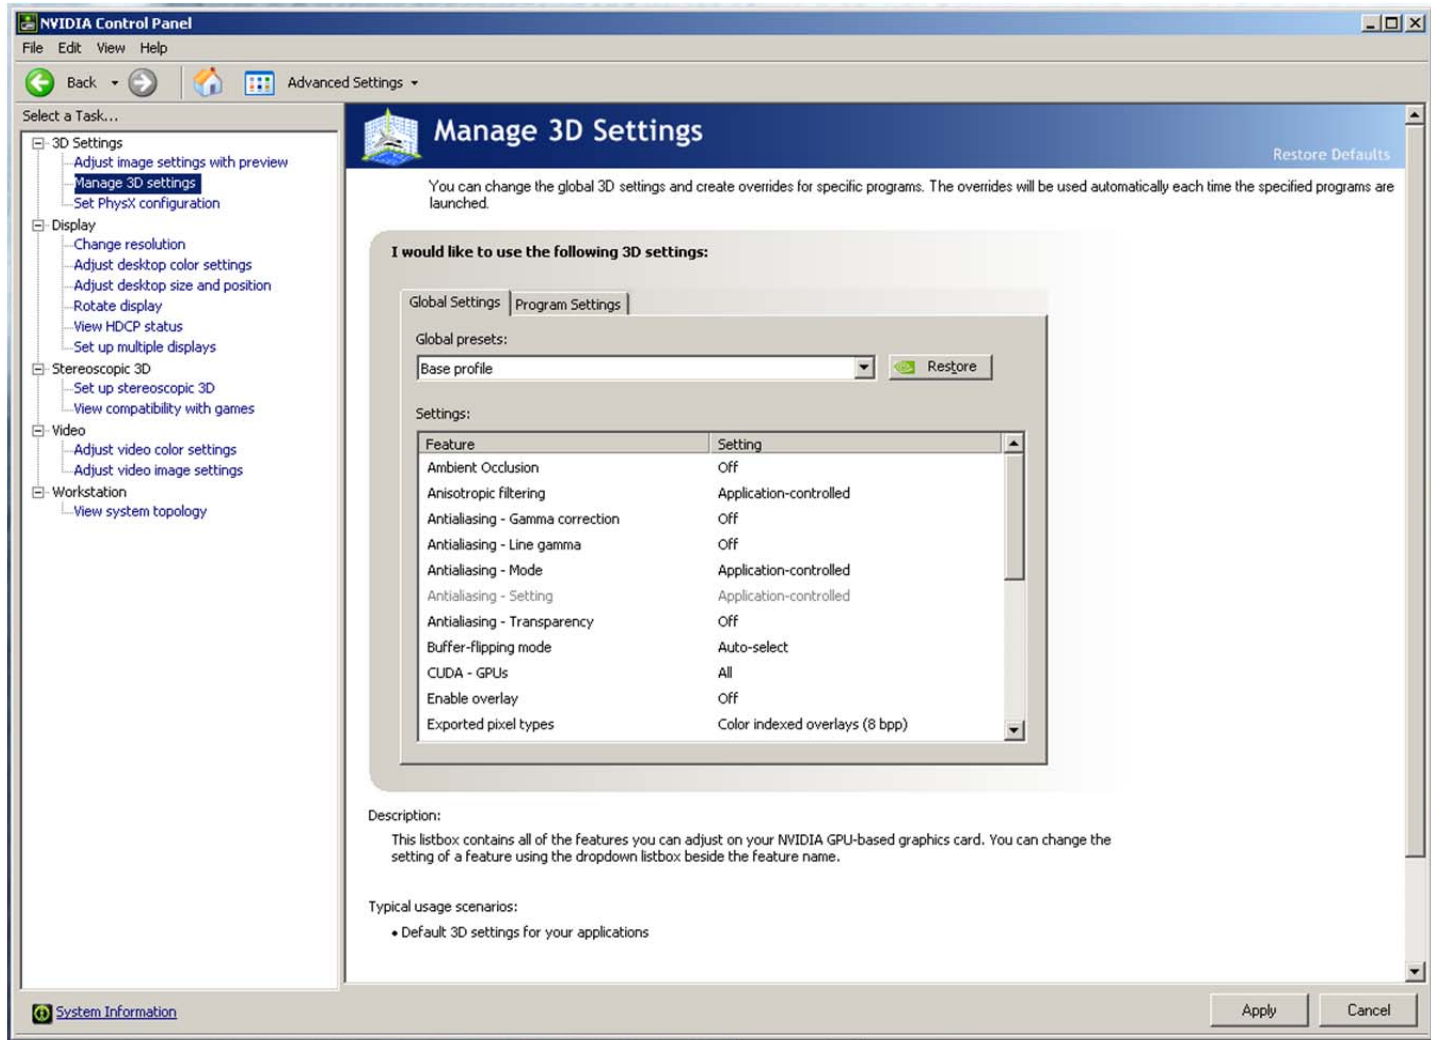 NVIDIA Control Panel
File Edit View Help
Back Advanced Settings
Select a Task...
3D Settings
Adjust image settings with preview
Manage 3D settings
Set PhysX configuration
Display
Change resolution
Adjust desktop color settings
Adjust desktop size and position
Rotate display
View HDCP status
Set up multiple displays
Stereoscopic 3D
Set up stereoscopic 3D
View compatibility with games
Video
Adjust video color settings
Adjust video image settings
Workstation
View system topology
Manage 3D Settings
Restore Defaults
You can change the global 3D settings and create overrides for specific programs. The overrides will be used automatically each time the specified programs are
launched.
I would like to use the following 3D settings:
Global Settings Program Settings
Global presets:
Base profile Restore
Settings:
Feature Setting
Ambient Occlusion Off
Anisotropic filtering Application-controlled
Antialiasing - Gamma correction Off
Antialiasing - Line gamma Off
Antialiasing - Mode Application-controlled
Antialiasing - Setting Application-controlled
Antialiasing - Transparency Off
Buffer-flipping mode Auto-select
CUDA - GPUs All
Enable overlay Off
Exported pixel types Color indexed overlays (8 bpp)
Description:
This listbox contains all of the features you can adjust on your NVIDIA GPU-based graphics card. You can change the
setting of a feature using the dropdown listbox beside the feature name.
Typical usage scenarios:
• Default 3D settings for your applications
System Information Apply Cancel